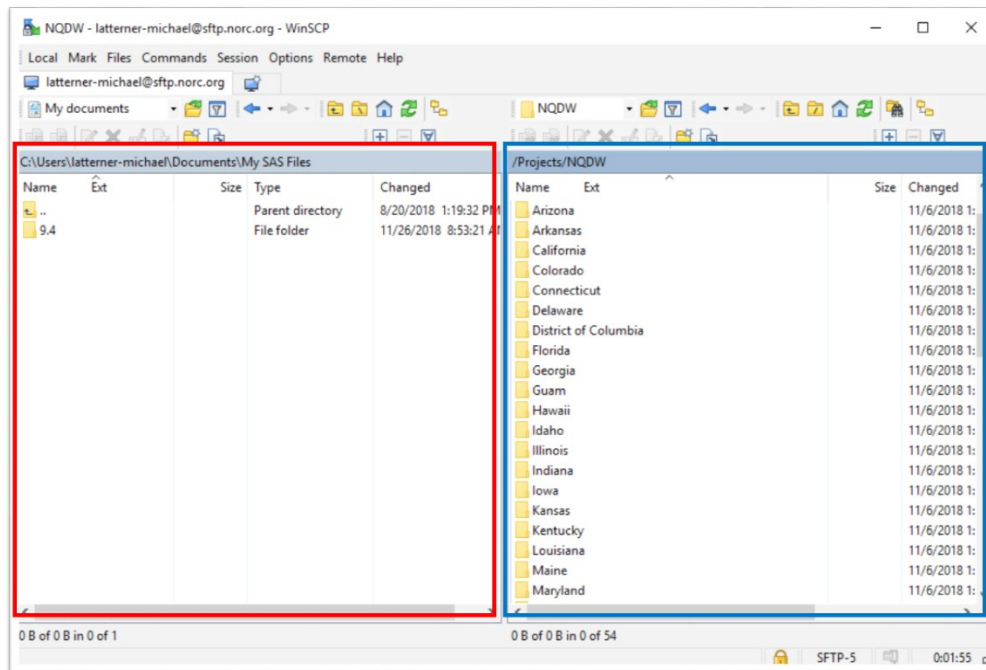 NQDW - latterner-michael@sftp.norc.org - WinSCP
Local Mark Files Commands Session Options Remote Help
latterner-michael@sftp.norc.org
My documents NQDW
C:\Users\latterner-michael\Documents\My SAS Files /Projects/NQDW
Name Ext Size Type Changed Name Ext Size Changed
.. Parent directory 8/20/2018 1:19:32 PM Arizona 11/6/2018 1:
9.4 File folder 11/26/2018 8:53:21 Arkansas 11/6/2018 1:
California 11/6/2018 1:
Colorado 11/6/2018 1:
Connecticut 11/6/2018 1:
Delaware 11/6/2018 1:
District of Columbia 11/6/2018 1:
Florida 11/6/2018 1:
Georgia 11/6/2018 1:
Guam 11/6/2018 1:
Hawaii 11/6/2018 1:
Idaho 11/6/2018 1:
Illinois 11/6/2018 1:
Indiana 11/6/2018 1:
Iowa 11/6/2018 1:
Kansas 11/6/2018 1:
Kentucky 11/6/2018 1:
Louisiana 11/6/2018 1:
Maine 11/6/2018 1:
Maryland 11/6/2018 1:
0 B of 0 B in 0 of 1 0 B of 0 B in 0 of 54
SFTP-5 0:01:55